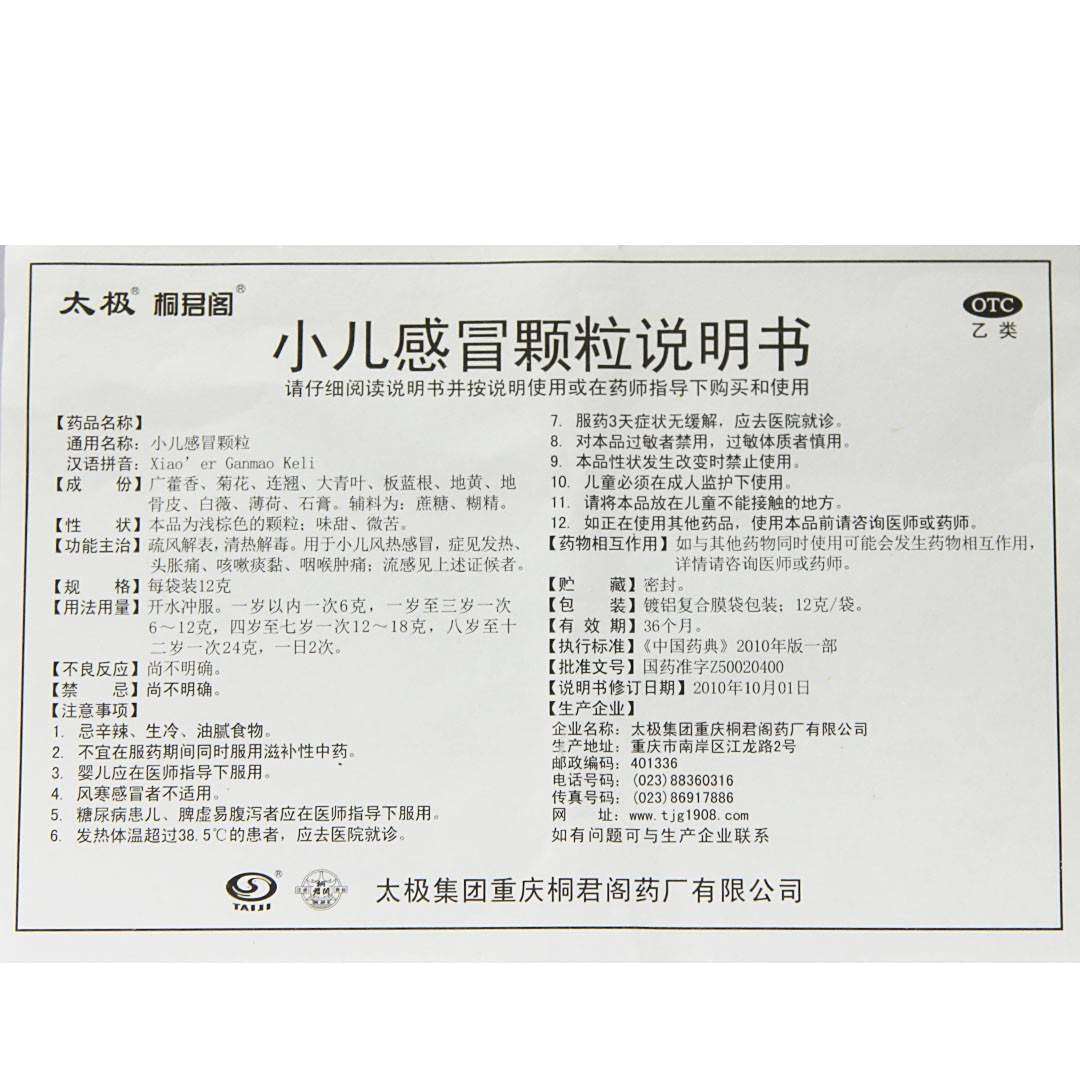 太极® 桐君阁®
OTC
乙类
小儿感冒颗粒说明书
请仔细阅读说明书并按说明使用或在药师指导下购买和使用
【药品名称】
通用名称：小儿感冒颗粒
汉语拼音：Xiao’er Ganmao Keli
【成　　份】广藿香、菊花、连翘、大青叶、板蓝根、地黄、地
骨皮、白薇、薄荷、石膏。辅料为：蔗糖、糊精。
【性　　状】本品为浅棕色的颗粒；味甜、微苦。
【功能主治】疏风解表，清热解毒。用于小儿风热感冒，症见发热、
头胀痛、咳嗽痰黏、咽喉肿痛；流感见上述证候者。
【规　　格】每袋装12克
【用法用量】开水冲服。一岁以内一次6克，一岁至三岁一次
6～12克，四岁至七岁一次12～18克，八岁至十
二岁一次24克，一日2次。
【不良反应】尚不明确。
【禁　　忌】尚不明确。
【注意事项】
1. 忌辛辣、生冷、油腻食物。
2. 不宜在服药期间同时服用滋补性中药。
3. 婴儿应在医师指导下服用。
4. 风寒感冒者不适用。
5. 糖尿病患儿、脾虚易腹泻者应在医师指导下服用。
6. 发热体温超过38.5℃的患者，应去医院就诊。
7. 服药3天症状无缓解，应去医院就诊。
8. 对本品过敏者禁用，过敏体质者慎用。
9. 本品性状发生改变时禁止使用。
10. 儿童必须在成人监护下使用。
11. 请将本品放在儿童不能接触的地方。
12. 如正在使用其他药品，使用本品前请咨询医师或药师。
【药物相互作用】如与其他药物同时使用可能会发生药物相互作用，
详情请咨询医师或药师。
【贮　　藏】密封。
【包　　装】镀铝复合膜袋包装；12克/袋。
【有 效 期】36个月。
【执行标准】《中国药典》2010年版一部
【批准文号】国药准字Z50020400
【说明书修订日期】2010年10月01日
【生产企业】
企业名称：太极集团重庆桐君阁药厂有限公司
生产地址：重庆市南岸区江龙路2号
邮政编码：401336
电话号码：(023)88360316
传真号码：(023)86917886
网　　址：www.tjg1908.com
如有问题可与生产企业联系
TAIJI ® 太极集团重庆桐君阁药厂有限公司